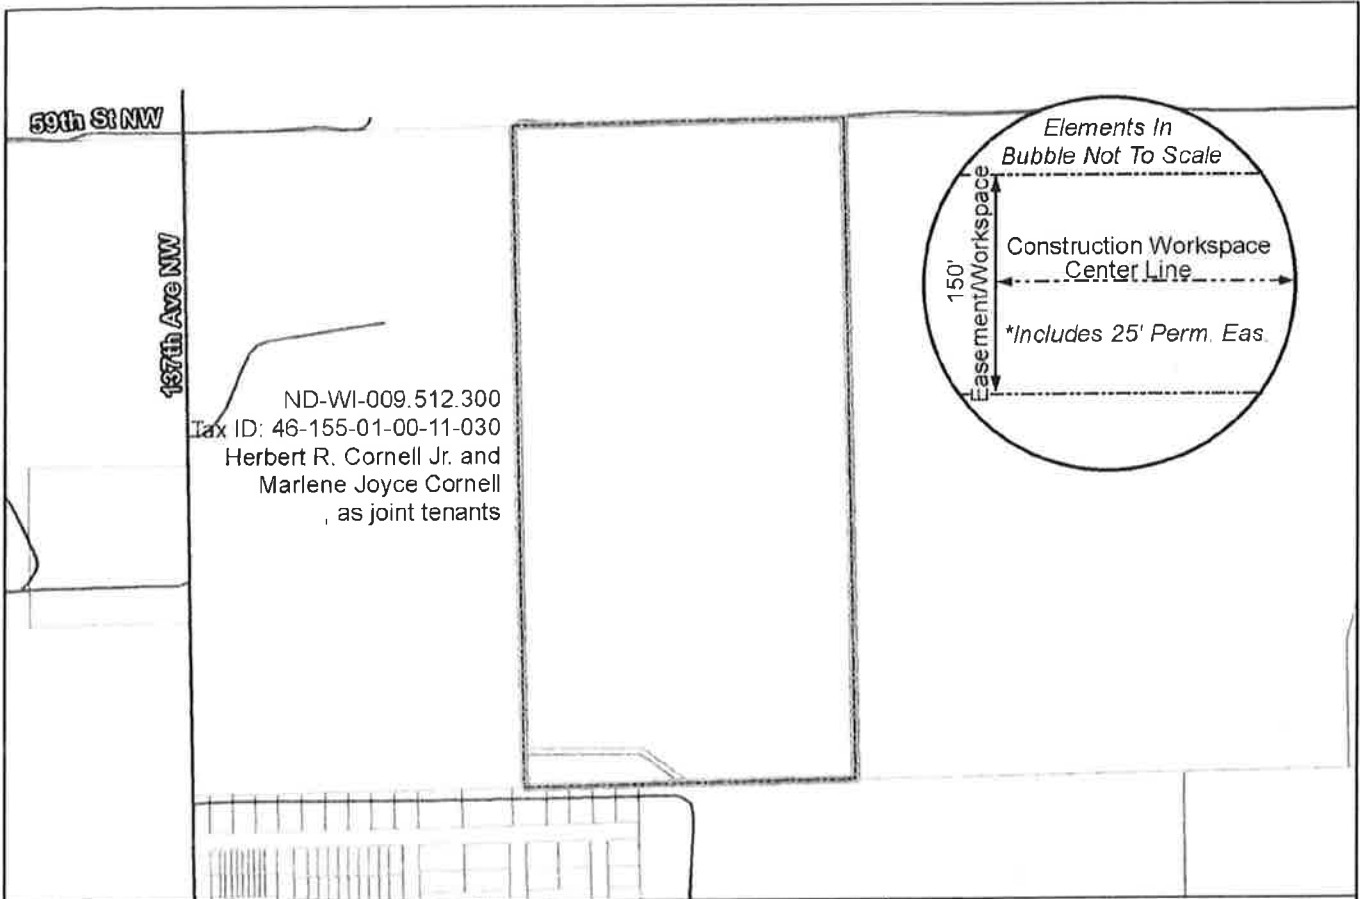 59th St NW
137th Ave NW
ND-WI-009.512.300
Tax ID: 46-155-01-00-11-030
Herbert R. Cornell Jr. and
Marlene Joyce Cornell
, as joint tenants
Elements In
Bubble Not To Scale
150'
Easement/Workspace
Construction Workspace
Center Line
*Includes 25' Perm. Eas.